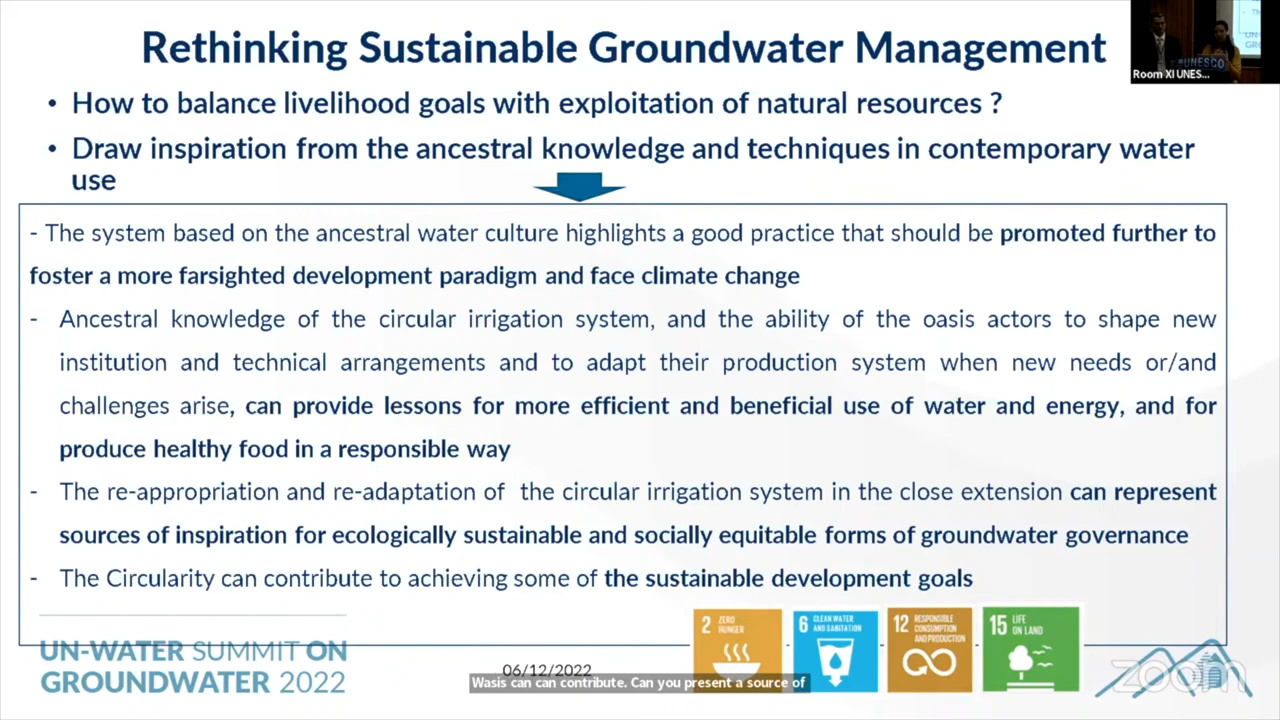 Rethinking Sustainable Groundwater Management
• How to balance livelihood goals with exploitation of natural resources ?
• Draw inspiration from the ancestral knowledge and techniques in contemporary water
use
- The system based on the ancestral water culture highlights a good practice that should be promoted further to
foster a more farsighted development paradigm and face climate change
- Ancestral knowledge of the circular irrigation system, and the ability of the oasis actors to shape new
institution and technical arrangements and to adapt their production system when new needs or/and
challenges arise, can provide lessons for more efficient and beneficial use of water and energy, and for
produce healthy food in a responsible way
- The re-appropriation and re-adaptation of the circular irrigation system in the close extension can represent
sources of inspiration for ecologically sustainable and socially equitable forms of groundwater governance
- The Circularity can contribute to achieving some of the sustainable development goals
UNESCO
Room XI UNES...
2 ZERO
HUNGER
6 CLEAN WATER
AND SANITATION
12 RESPONSIBLE
CONSUMPTION
AND PRODUCTION
15 LIFE
ON LAND
UN-WATER SUMMIT ON
GROUNDWATER 2022
06/12/2022
Wasis can can contribute. Can you present a source of
zoom